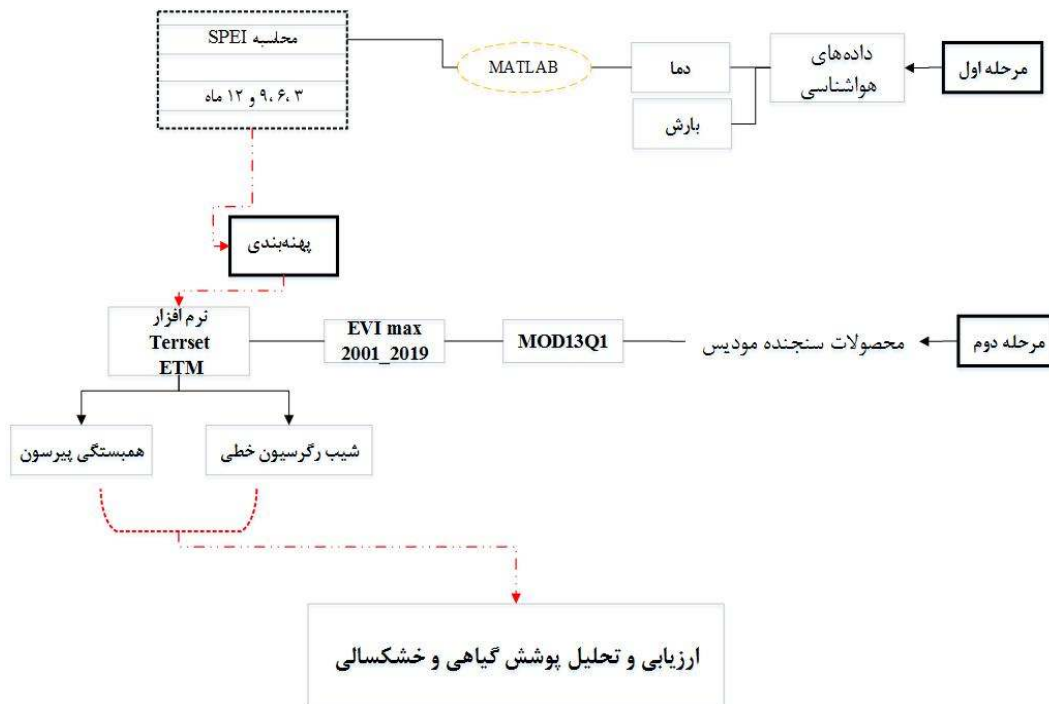 مرحله اول
داده‌های
هواشناسی
دما
بارش
MATLAB
محاسبه SPEI
۳ ،۶ ،۹ و ۱۲ ماه
پهنه‌بندی
مرحله دوم
محصولات سنجنده مودیس
MOD13Q1
EVI max
2001_2019
نرم افزار
Terrset
ETM
شیب رگرسیون خطی
همبستگی پیرسون
ارزیابی و تحلیل پوشش گیاهی و خشکسالی